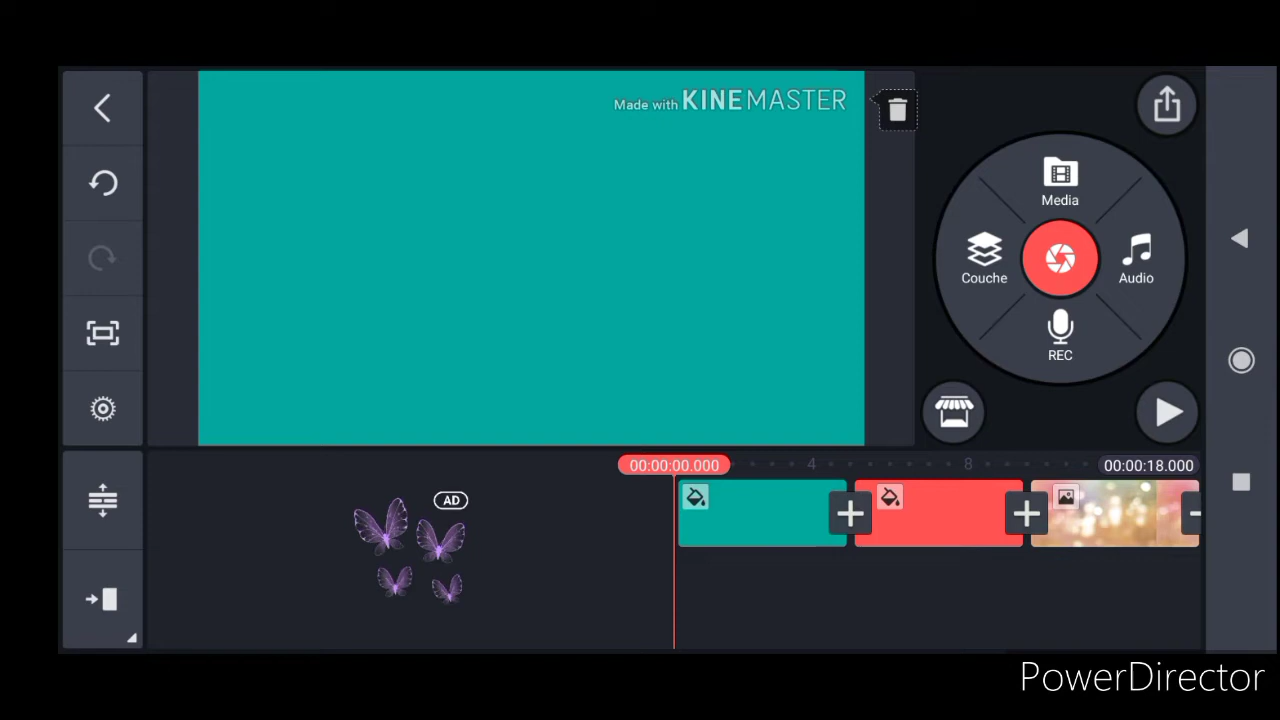 Made with KINEMASTER
Media
Couche
Audio
REC
00:00:00.000
4
8
00:00:18.000
AD
PowerDirector